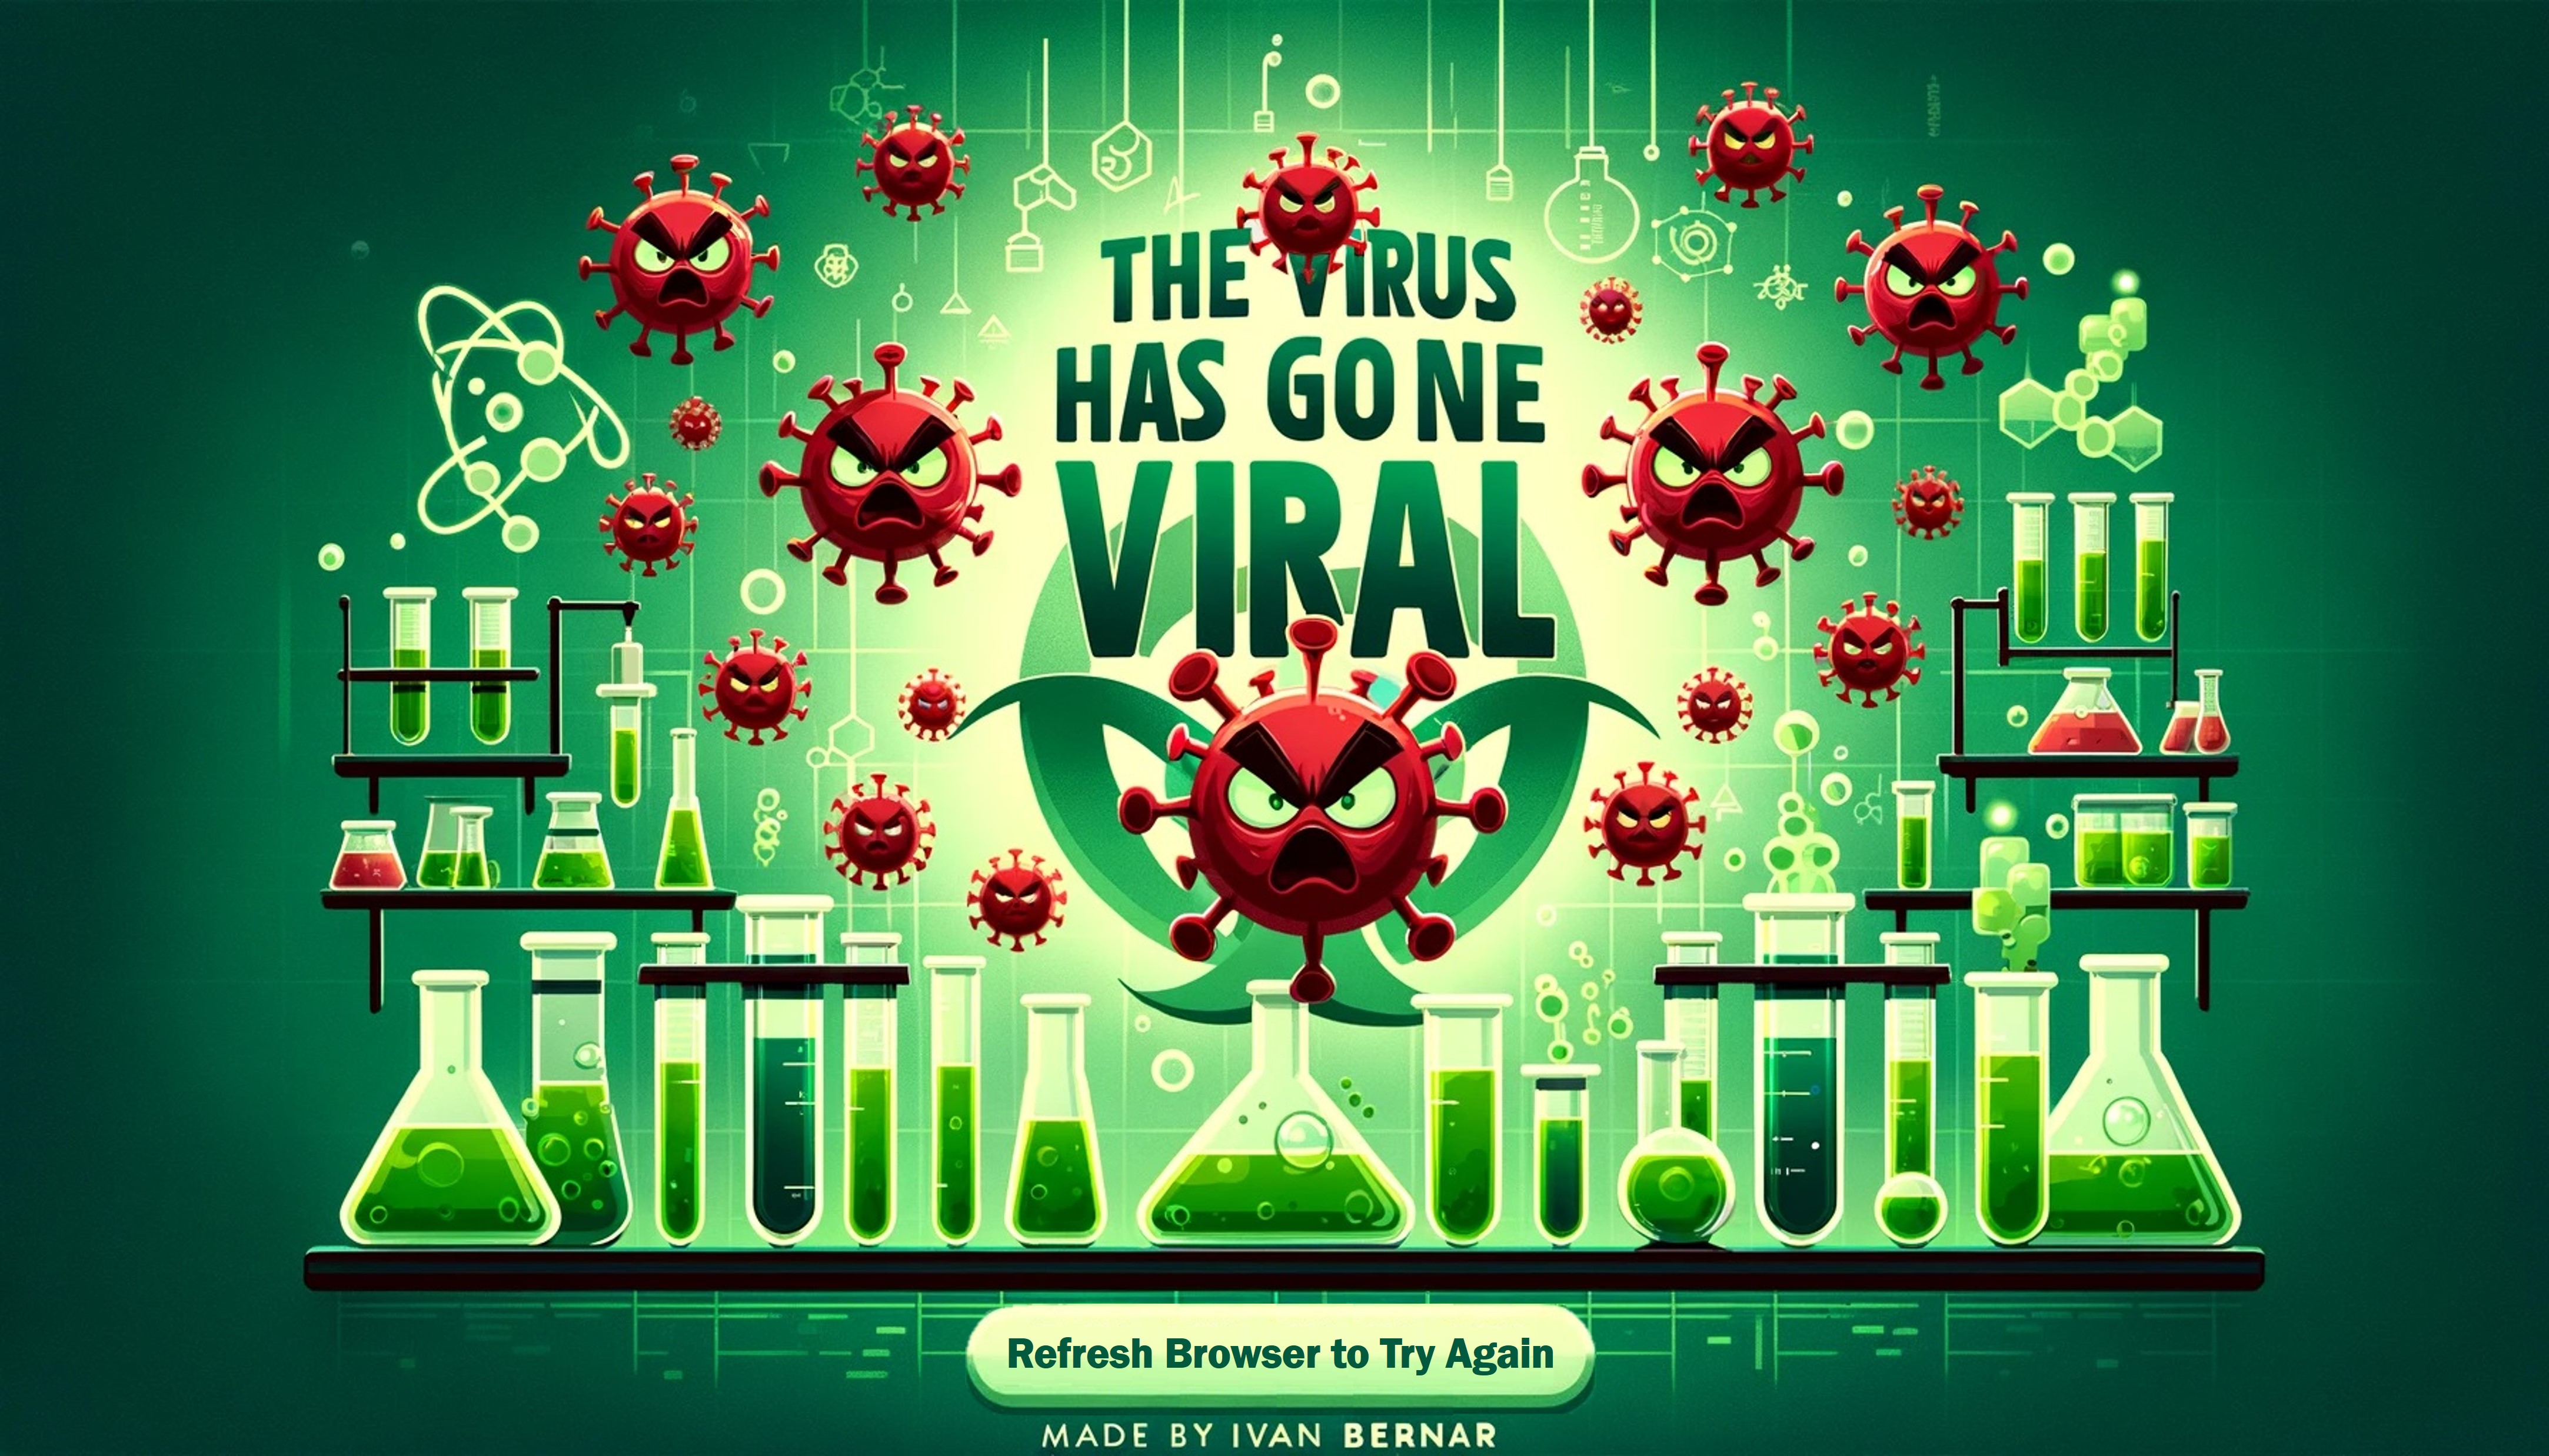 THE VIRUS
HAS GONE
VIRAL
Refresh Browser to Try Again
MADE BY IVAN BERNAR